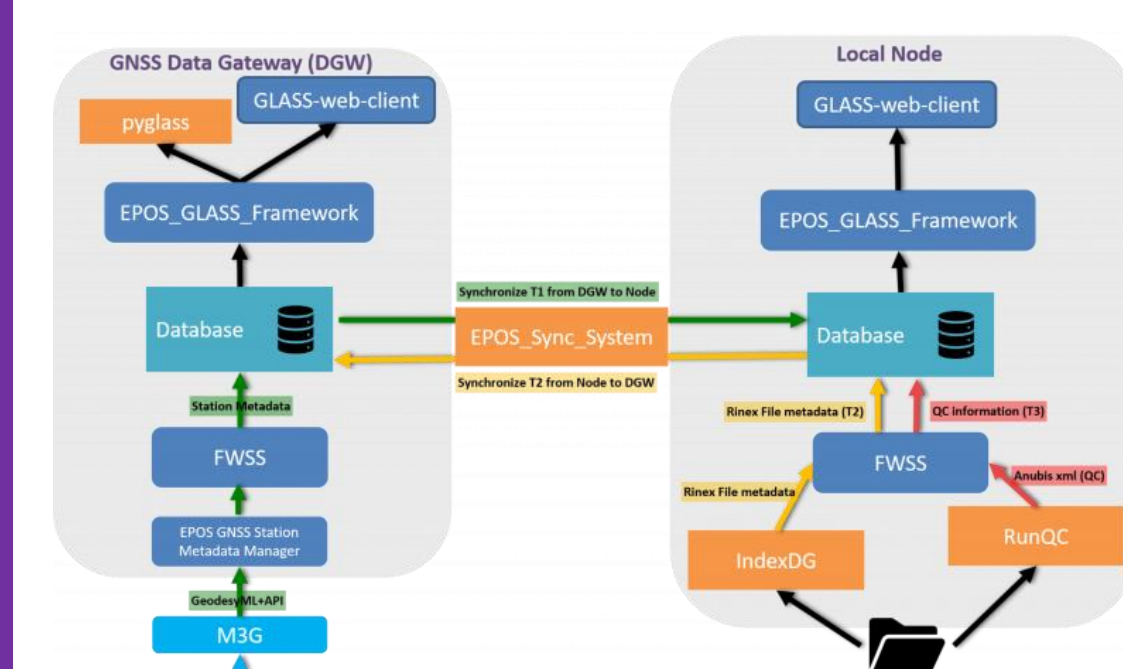 GNSS Data Gateway (DGW)
pyglass
GLASS-web-client
EPOS_GLASS_Framework
Database
Station Metadata
FWSS
EPOS GNSS Station
Metadata Manager
GeodesyML+API
M3G
Synchronize T1 from DGW to Node
EPOS_Sync_System
Synchronize T2 from Node to DGW
Local Node
GLASS-web-client
EPOS_GLASS_Framework
Database
Rinex File metadata (T2)
QC information (T3)
FWSS
Rinex File metadata
Anubis xml (QC)
IndexDG
RunQC